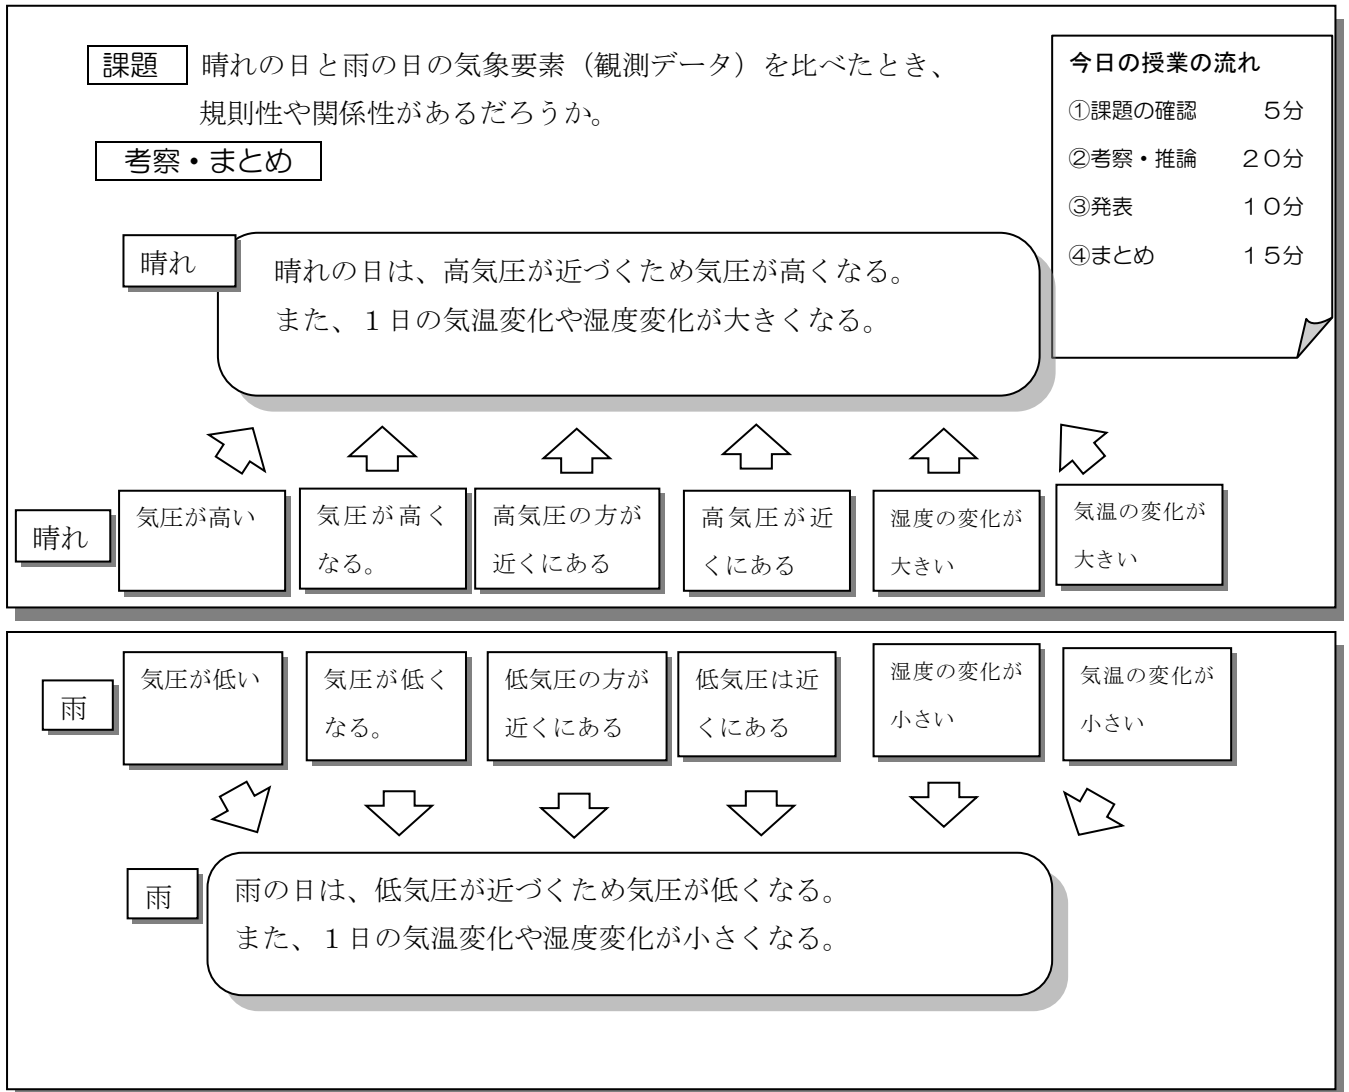 課題 晴れの日と雨の日の気象要素（観測データ）を比べたとき、
規則性や関係性があるだろうか。
考察・まとめ
今日の授業の流れ
①課題の確認 ５分
②考察・推論 ２０分
③発表 １０分
④まとめ １５分
晴れ
晴れの日は、高気圧が近づくため気圧が高くなる。
また、１日の気温変化や湿度変化が大きくなる。
晴れ
気圧が高い
気圧が高く
なる。
高気圧の方が
近くにある
高気圧が近
くにある
湿度の変化が
大きい
気温の変化が
大きい
雨
気圧が低い
気圧が低く
なる。
低気圧の方が
近くにある
低気圧は近
くにある
湿度の変化が
小さい
気温の変化が
小さい
雨
雨の日は、低気圧が近づくため気圧が低くなる。
また、１日の気温変化や湿度変化が小さくなる。